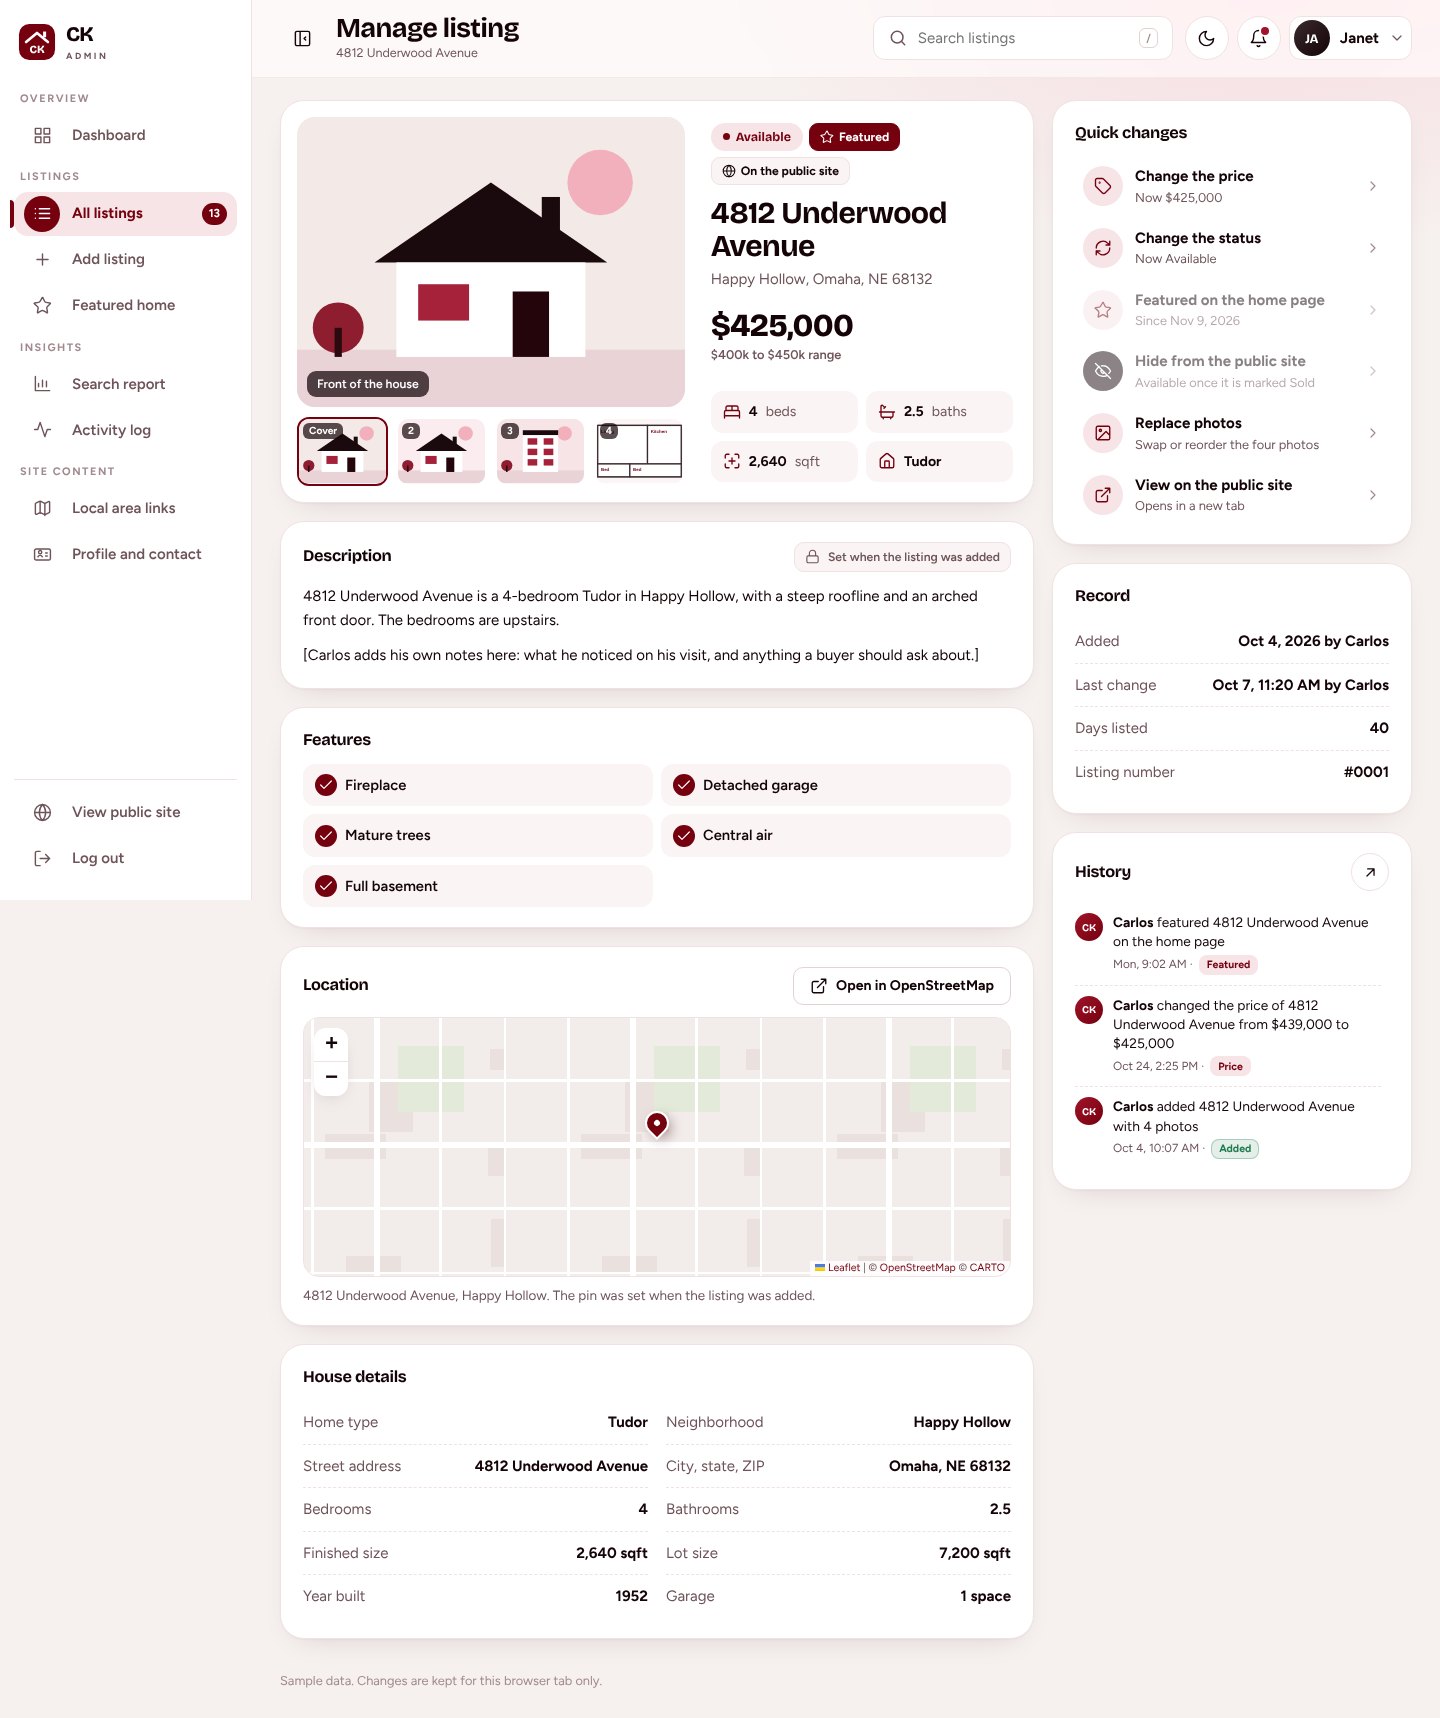 CK
CK
ADMIN
OVERVIEW
Dashboard
LISTINGS
All listings
13
Add listing
Featured home
INSIGHTS
Search report
Activity log
SITE CONTENT
Local area links
Profile and contact
View public site
Log out
Manage listing
4812 Underwood Avenue
Search listings
/
JA
Janet
Available
Featured
On the public site
4812 Underwood
Avenue
Happy Hollow, Omaha, NE 68132
$425,000
$400k to $450k range
4 beds
2.5 baths
2,640 sqft
Tudor
Front of the house
Cover
2
3
4
Kitchen
Bed
Bed
Description
Set when the listing was added
4812 Underwood Avenue is a 4-bedroom Tudor in Happy Hollow, with a steep roofline and an arched
front door. The bedrooms are upstairs.
[Carlos adds his own notes here: what he noticed on his visit, and anything a buyer should ask about.]
Features
Fireplace
Detached garage
Mature trees
Central air
Full basement
Location
Open in OpenStreetMap
+
−
Leaflet | © OpenStreetMap © CARTO
4812 Underwood Avenue, Happy Hollow. The pin was set when the listing was added.
House details
Home type
Tudor
Neighborhood
Happy Hollow
Street address
4812 Underwood Avenue
City, state, ZIP
Omaha, NE 68132
Bedrooms
4
Bathrooms
2.5
Finished size
2,640 sqft
Lot size
7,200 sqft
Year built
1952
Garage
1 space
Sample data. Changes are kept for this browser tab only.
Quick changes
Change the price
Now $425,000
Change the status
Now Available
Featured on the home page
Since Nov 9, 2026
Hide from the public site
Available once it is marked Sold
Replace photos
Swap or reorder the four photos
View on the public site
Opens in a new tab
Record
Added
Oct 4, 2026 by Carlos
Last change
Oct 7, 11:20 AM by Carlos
Days listed
40
Listing number
#0001
History
CK
Carlos featured 4812 Underwood Avenue
on the home page
Mon, 9:02 AM ·
Featured
CK
Carlos changed the price of 4812
Underwood Avenue from $439,000 to
$425,000
Oct 24, 2:25 PM ·
Price
CK
Carlos added 4812 Underwood Avenue
with 4 photos
Oct 4, 10:07 AM ·
Added